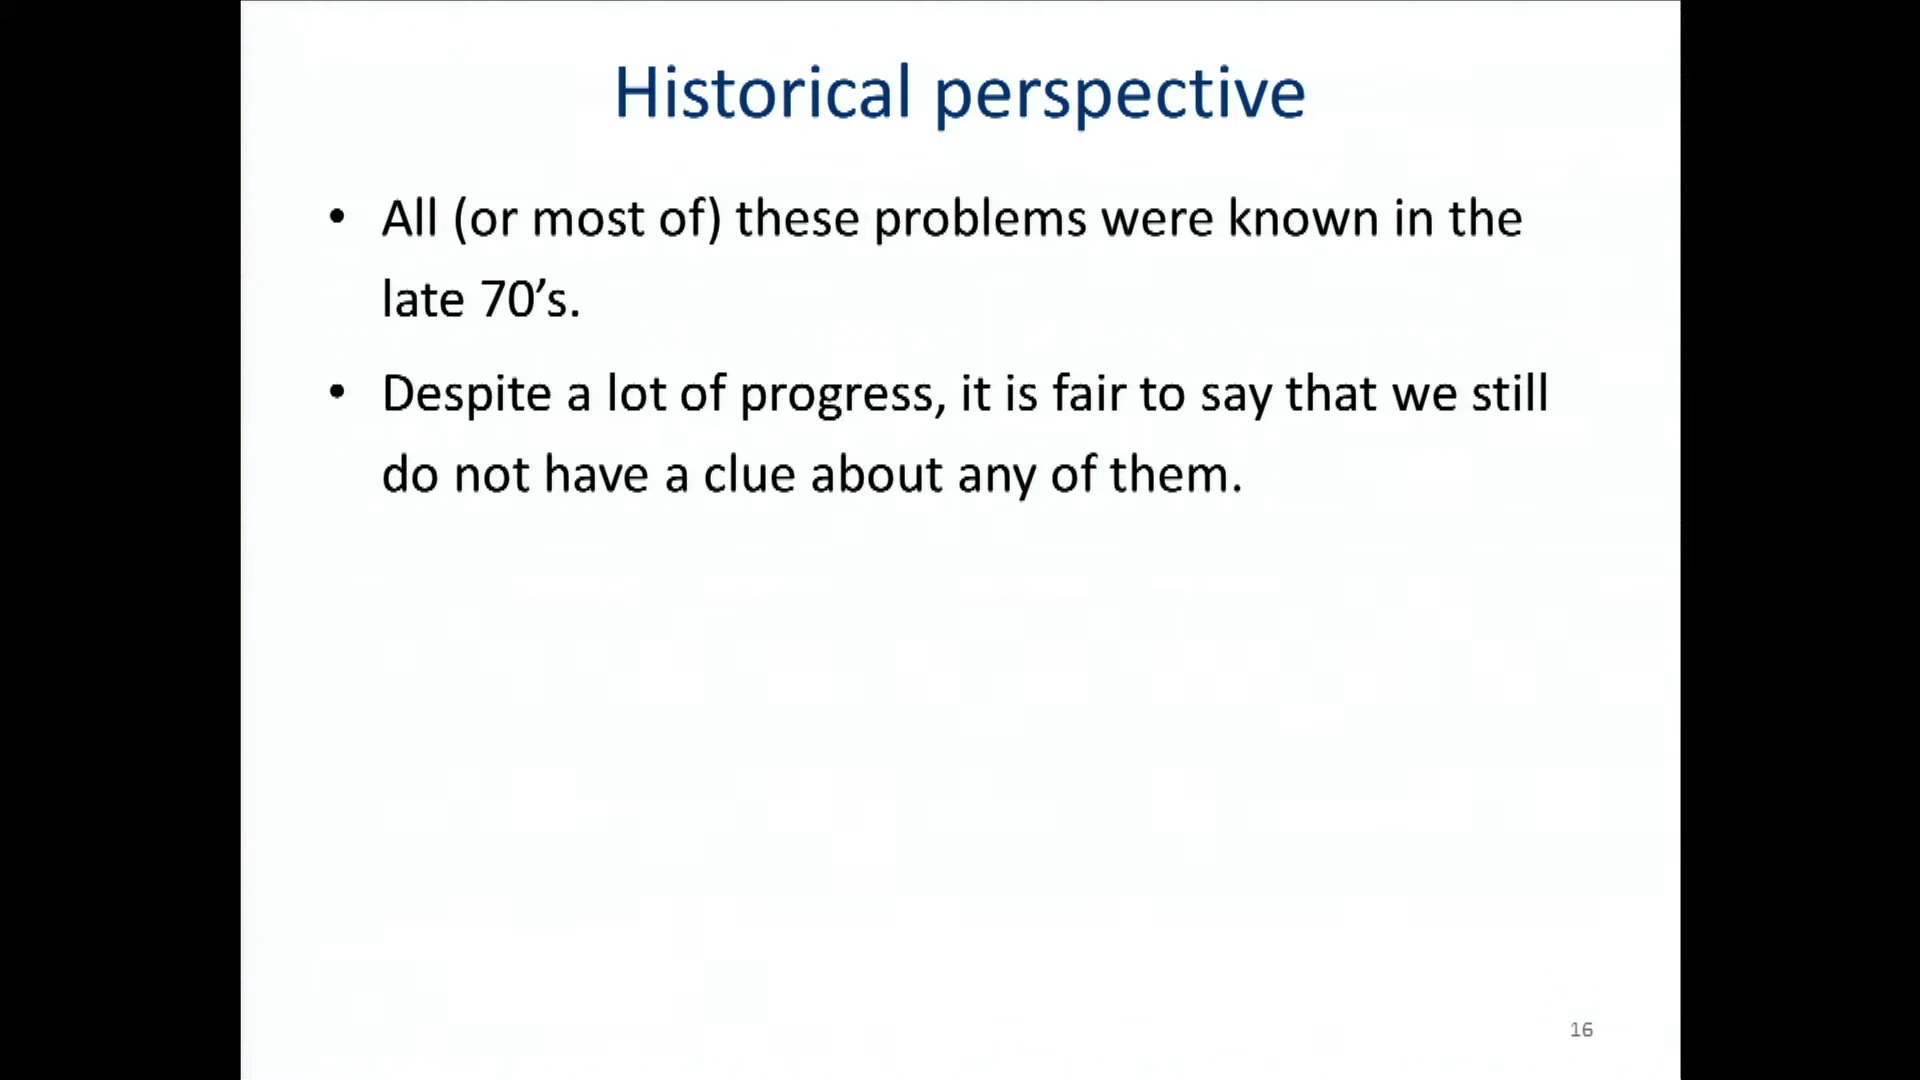 Historical perspective
• All (or most of) these problems were known in the
late 70’s.
• Despite a lot of progress, it is fair to say that we still
do not have a clue about any of them.
16